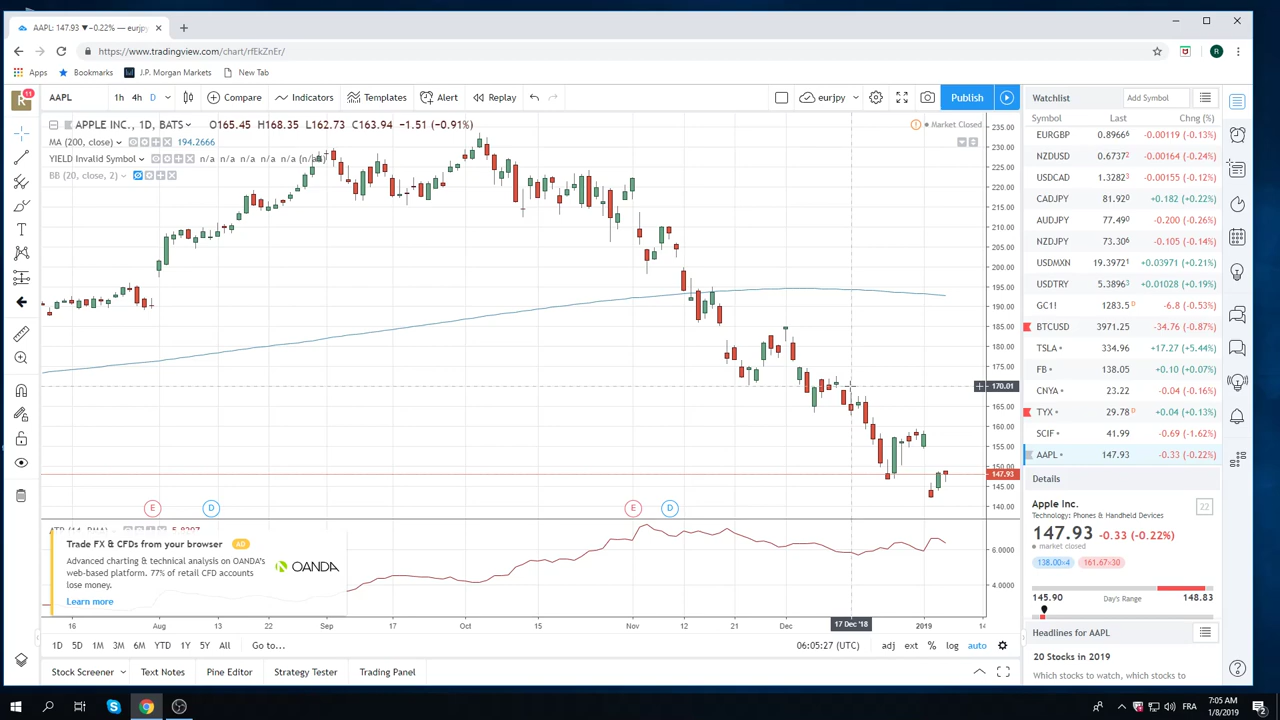 AAPL: 147.93 ▼−0.22% — eurjpy
https://www.tradingview.com/chart/rfEkZnEr/
R
Apps
Bookmarks
J.P. Morgan Markets
New Tab
R
11
AAPL
1h
4h
D
Compare
Indicators
Templates
Alert
Replay
eurjpy
Publish
APPLE INC., 1D, BATS
O165.45 H168.35 L162.73 C163.94 −1.51 (−0.91%)
Market Closed
MA (200, close)
194.2666
YIELD Invalid Symbol
n/a n/a n/a n/a n/a (n/a)
BB (20, close, 2)
235.00
230.00
225.00
220.00
215.00
210.00
205.00
200.00
195.00
190.00
185.00
180.00
175.00
170.01
165.00
160.00
155.00
150.00
147.93
145.00
140.00
E
D
E
D
6.0000
4.0000
Trade FX & CFDs from your browser
AD
Advanced charting & technical analysis on OANDA's
web-based platform. 77% of retail CFD accounts
lose money.
Learn more
OANDA
16
Aug
13
22
Sep
17
Oct
15
Nov
12
21
Dec
17 Dec '18
2019
14
1D
5D
1M
3M
6M
YTD
1Y
5Y
All
Go to...
06:05:27 (UTC)
adj
ext
%
log
auto
Stock Screener
Text Notes
Pine Editor
Strategy Tester
Trading Panel
Watchlist
Add Symbol
Symbol Last Chng (%)
EURGBP 0.8966⁶ -0.00119 (-0.13%)
NZDUSD 0.6737² -0.00164 (-0.24%)
USDCAD 1.3282³ -0.00155 (-0.12%)
CADJPY 81.92⁰ +0.182 (+0.22%)
AUDJPY 77.49⁰ -0.200 (-0.26%)
NZDJPY 73.30⁶ -0.105 (-0.14%)
USDMXN 19.3972¹ +0.03971 (+0.21%)
USDTRY 5.3896³ +0.01028 (+0.19%)
GC1! 1283.5 D -6.8 (-0.53%)
BTCUSD 3971.25 -34.76 (-0.87%)
TSLA 334.96 +17.27 (+5.44%)
FB 138.05 +0.10 (+0.07%)
CNYA 23.22 -0.04 (-0.16%)
TYX 29.78 D +0.04 (+0.13%)
SCIF 41.99 -0.69 (-1.62%)
AAPL 147.93 -0.33 (-0.22%)
Details
Apple Inc.
Technology: Phones & Handheld Devices
22
147.93 -0.33 (-0.22%)
market closed
138.00×4
161.67×30
145.90
Day's Range
148.83
Headlines for AAPL
20 Stocks in 2019
Which stocks to watch, which stocks to
FRA
7:05 AM
1/8/2019
2